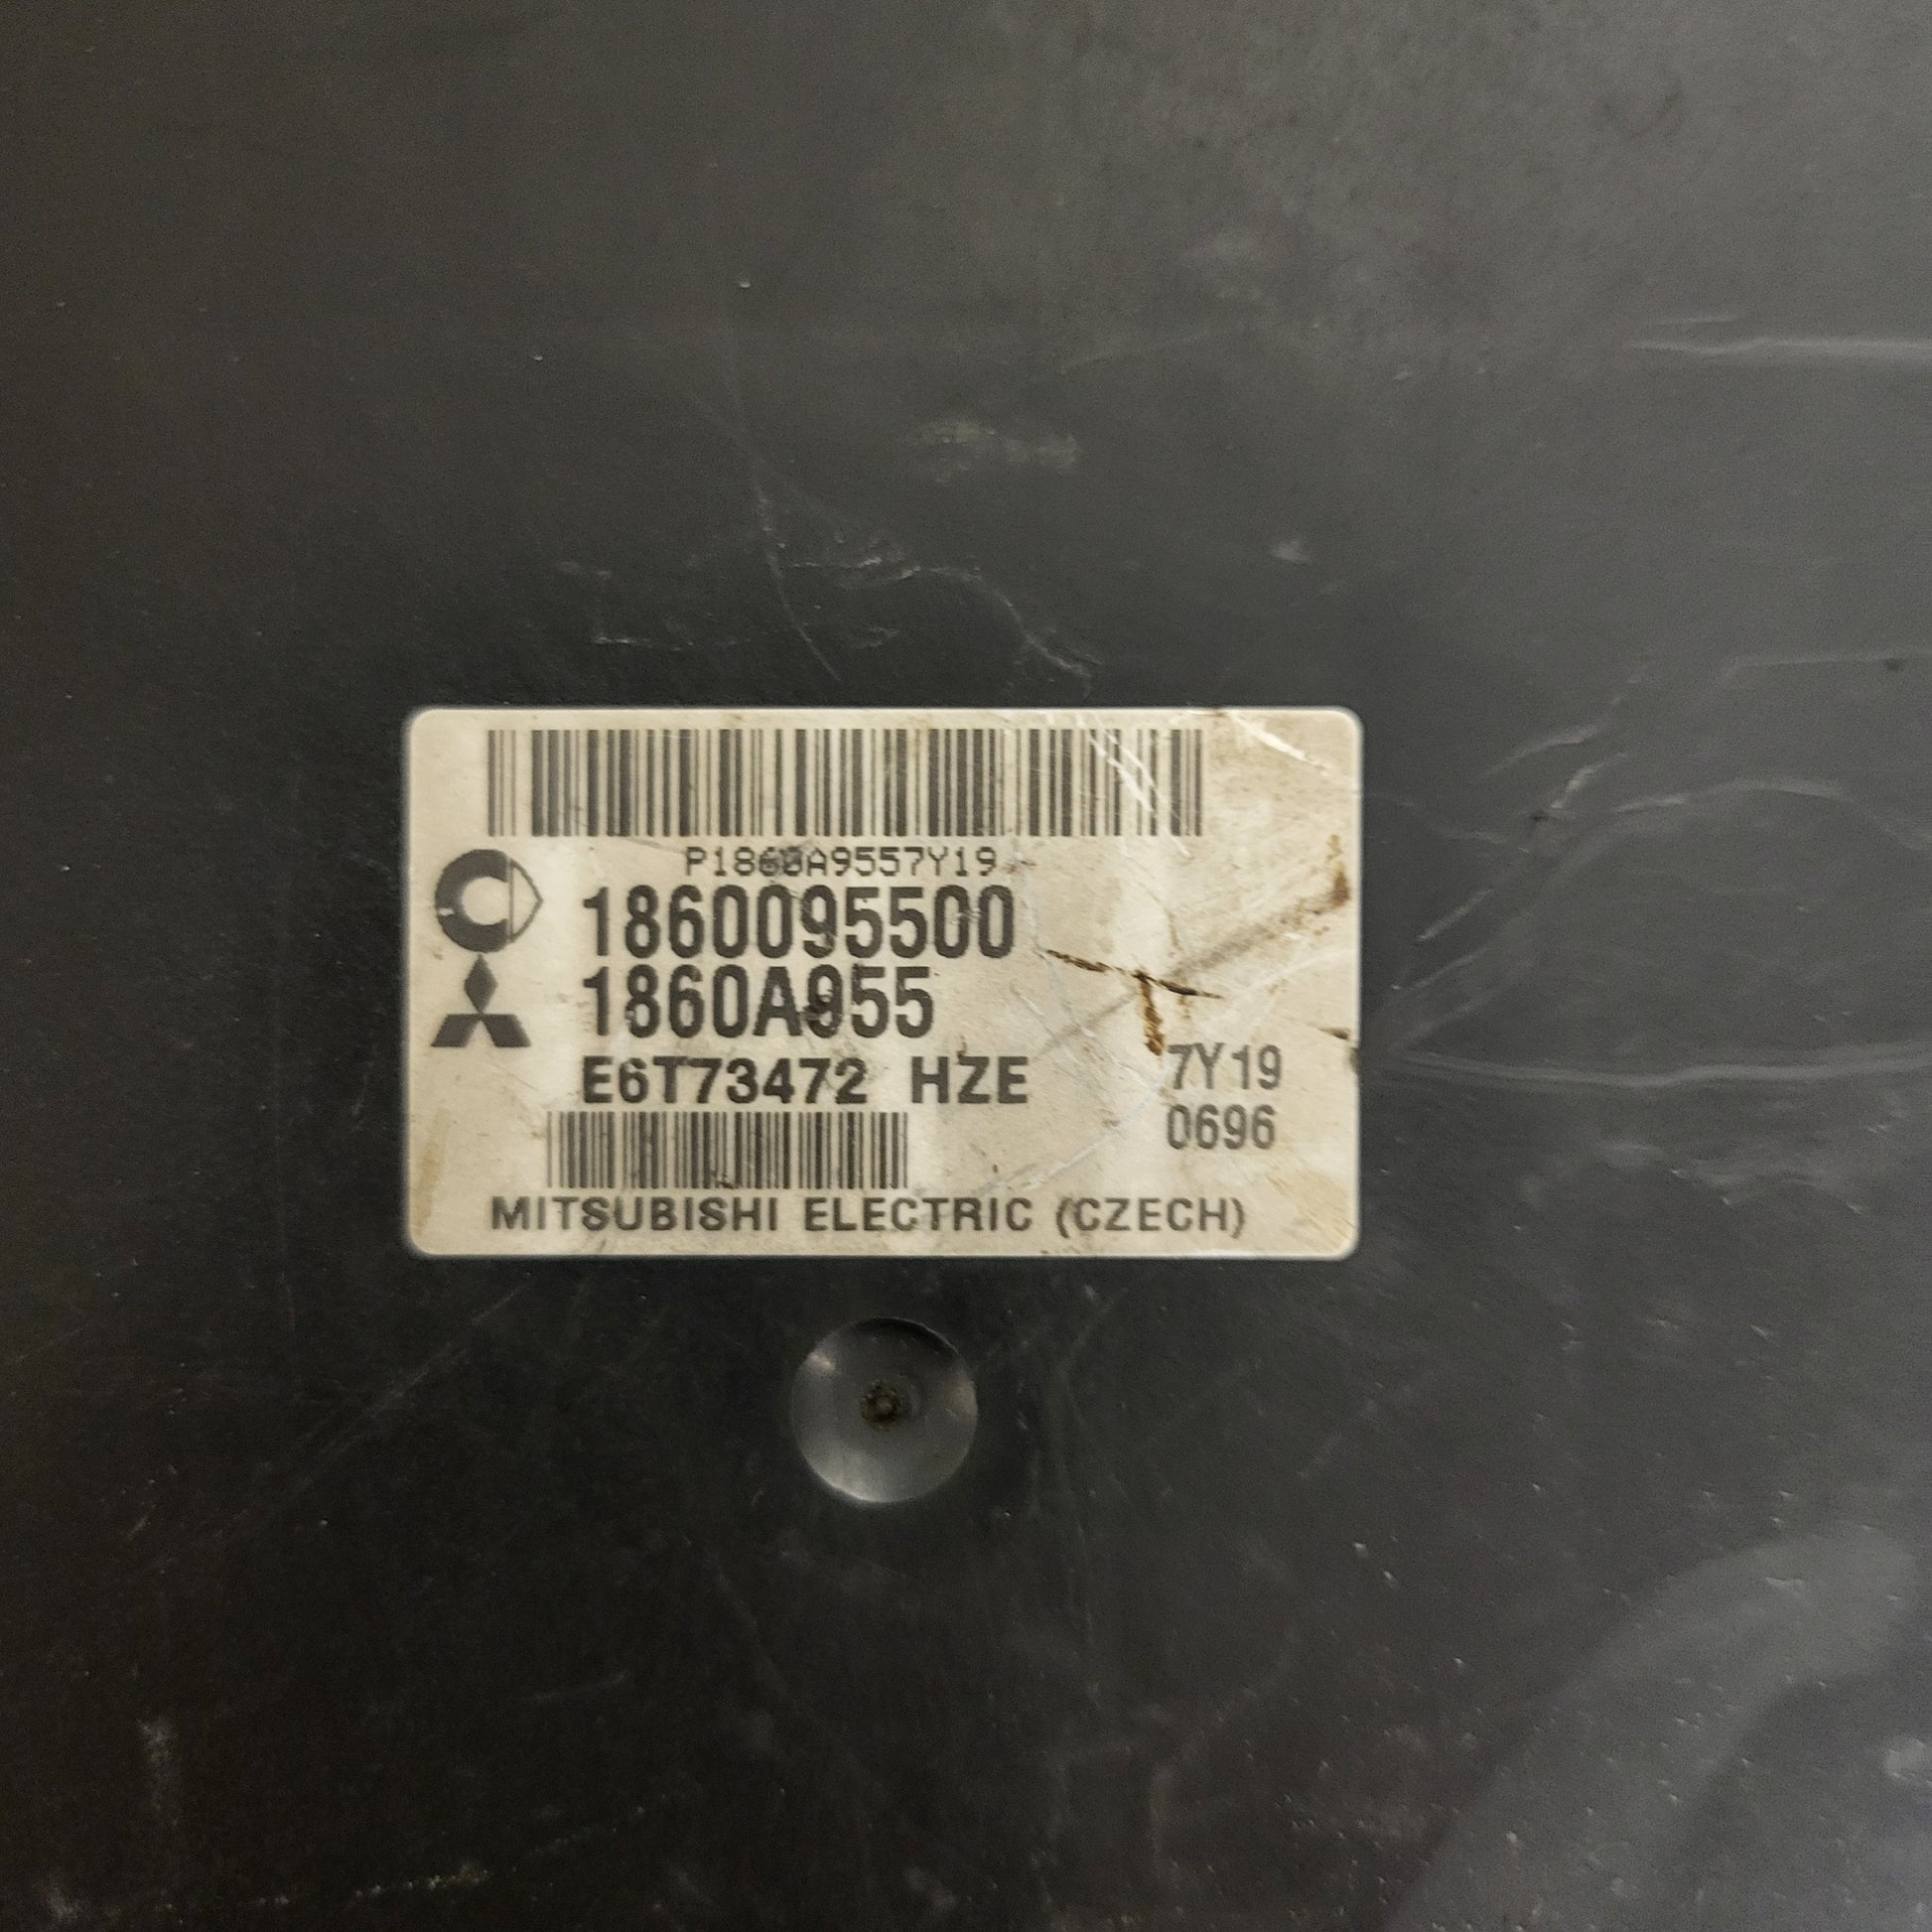 P1860A9557Y19
1860095500
1860A955
E6T73472 HZE
7Y19
0696
MITSUBISHI ELECTRIC (CZECH)